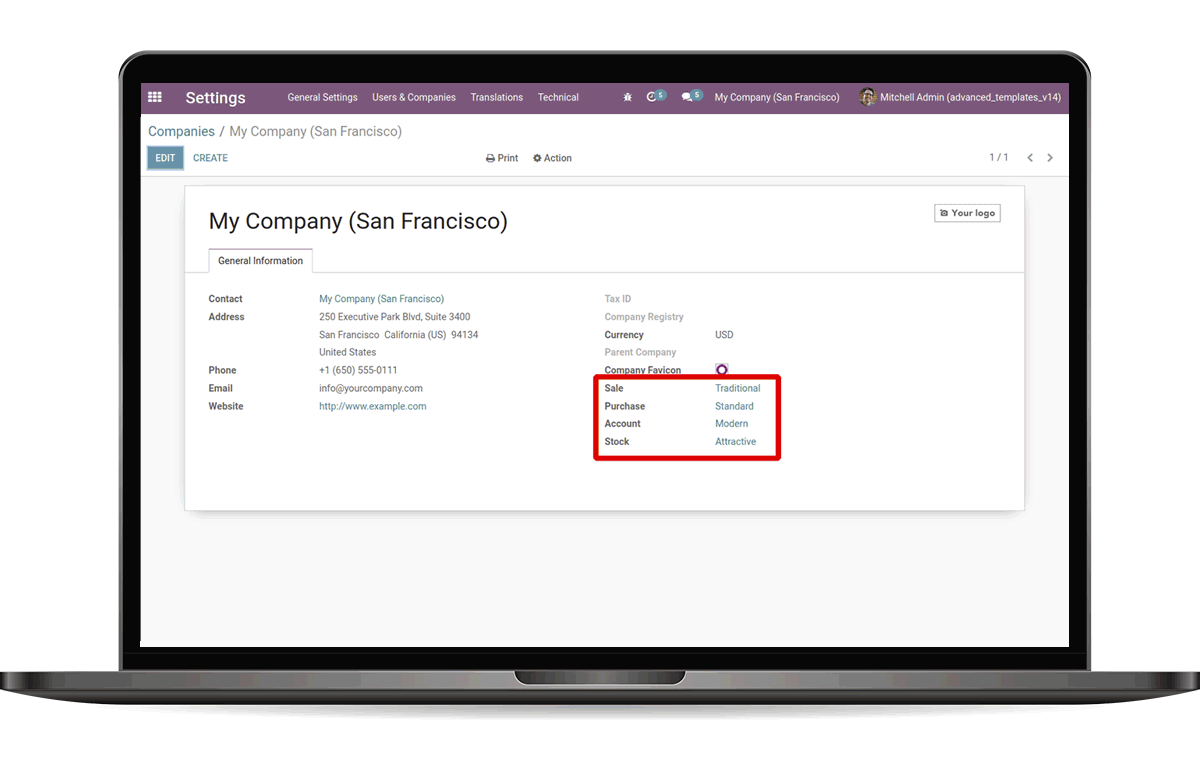 Settings General Settings Users & Companies Translations Technical 5 5 My Company (San Francisco) Mitchell Admin (advanced_templates_v14)
Companies / My Company (San Francisco)
EDIT CREATE Print Action 1 / 1
My Company (San Francisco)
Your logo
General Information
Contact My Company (San Francisco)
Address 250 Executive Park Blvd, Suite 3400
San Francisco California (US) 94134
United States
Phone +1 (650) 555-0111
Email info@yourcompany.com
Website http://www.example.com
Tax ID
Company Registry
Currency USD
Parent Company
Company Favicon
Sale Traditional
Purchase Standard
Account Modern
Stock Attractive